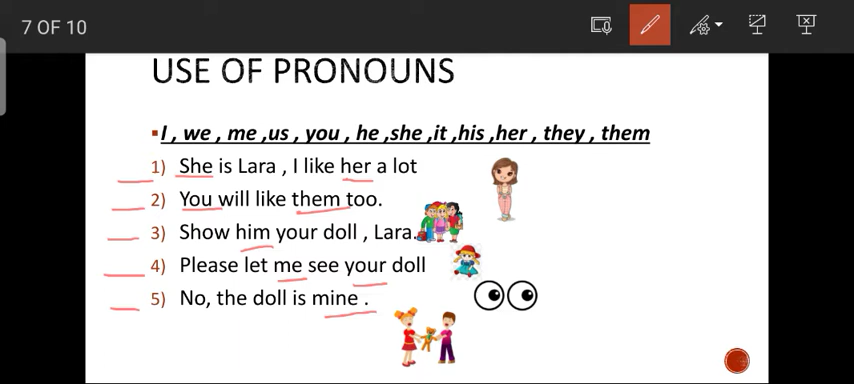 7 OF 10
USE OF PRONOUNS
▪I , we , me ,us , you , he ,she ,it ,his ,her , they , them
1) She is Lara , I like her a lot
2) You will like them too.
3) Show him your doll , Lara.
4) Please let me see your doll
5) No, the doll is mine .